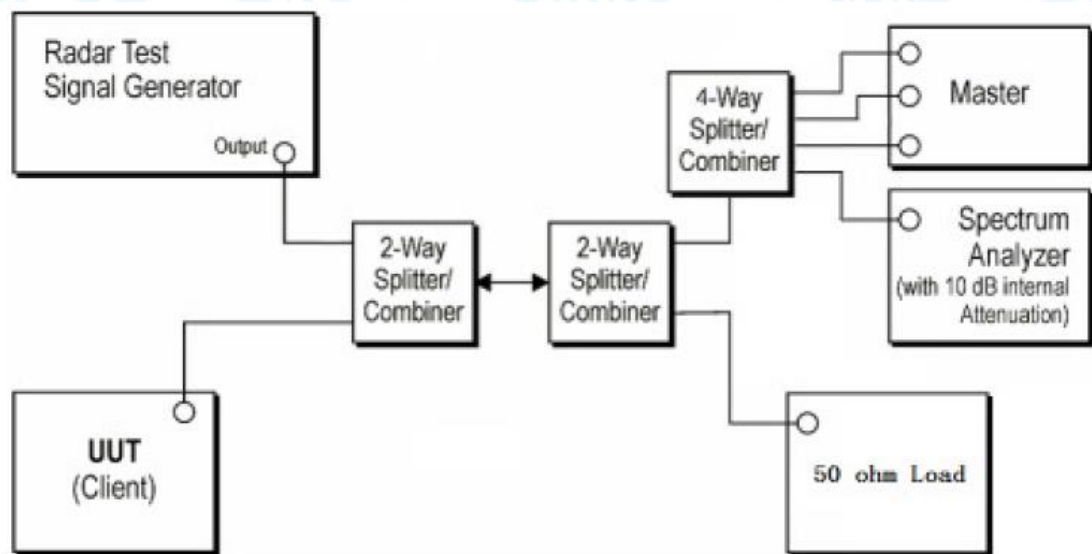 Radar Test
Signal Generator
Output
4-Way
Splitter/
Combiner
Master
2-Way
Splitter/
Combiner
2-Way
Splitter/
Combiner
Spectrum
Analyzer
(with 10 dB internal
Attenuation)
UUT
(Client)
50 ohm Load